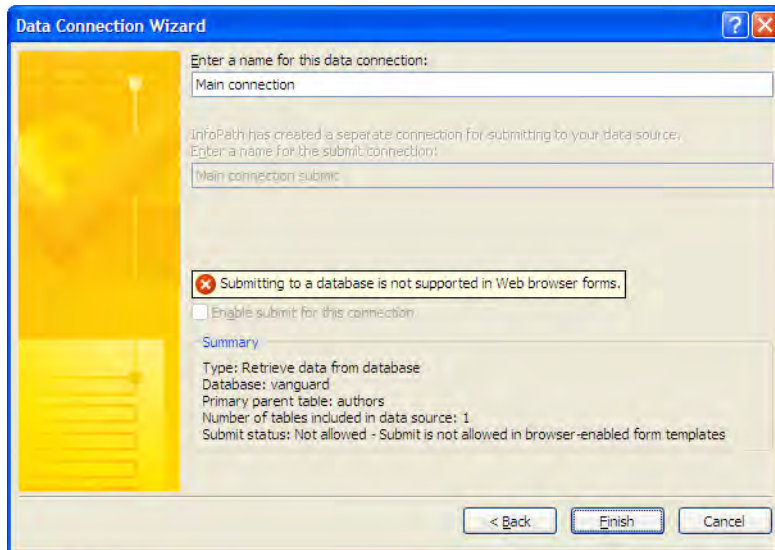 Data Connection Wizard
Enter a name for this data connection:
Main connection
InfoPath has created a separate connection for submitting to your data source.
Enter a name for the submit connection:
Main connection submit
Submitting to a database is not supported in Web browser forms.
Enable submit for this connection
Summary
Type: Retrieve data from database
Database: vanguard
Primary parent table: authors
Number of tables included in data source: 1
Submit status: Not allowed - Submit is not allowed in browser-enabled form templates
< Back Finish Cancel